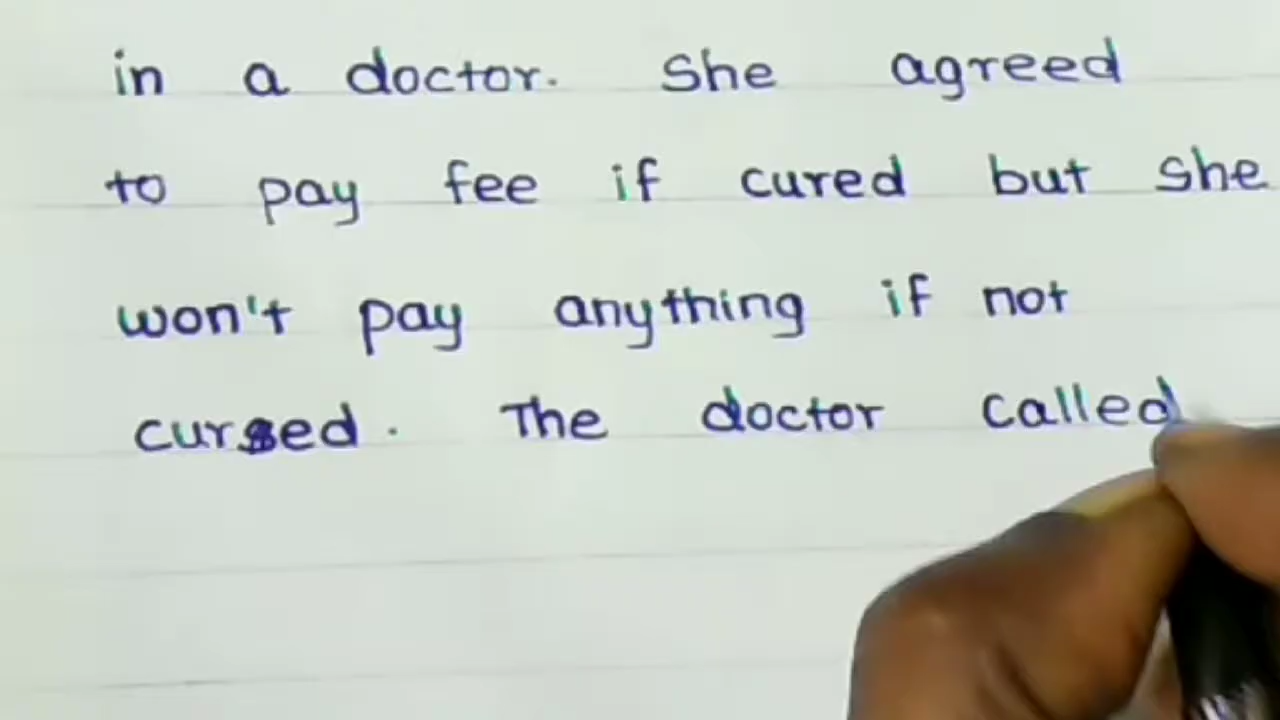 in a doctor. She agreed
to pay fee if cured but she
won't pay anything if not
cursed. The doctor called